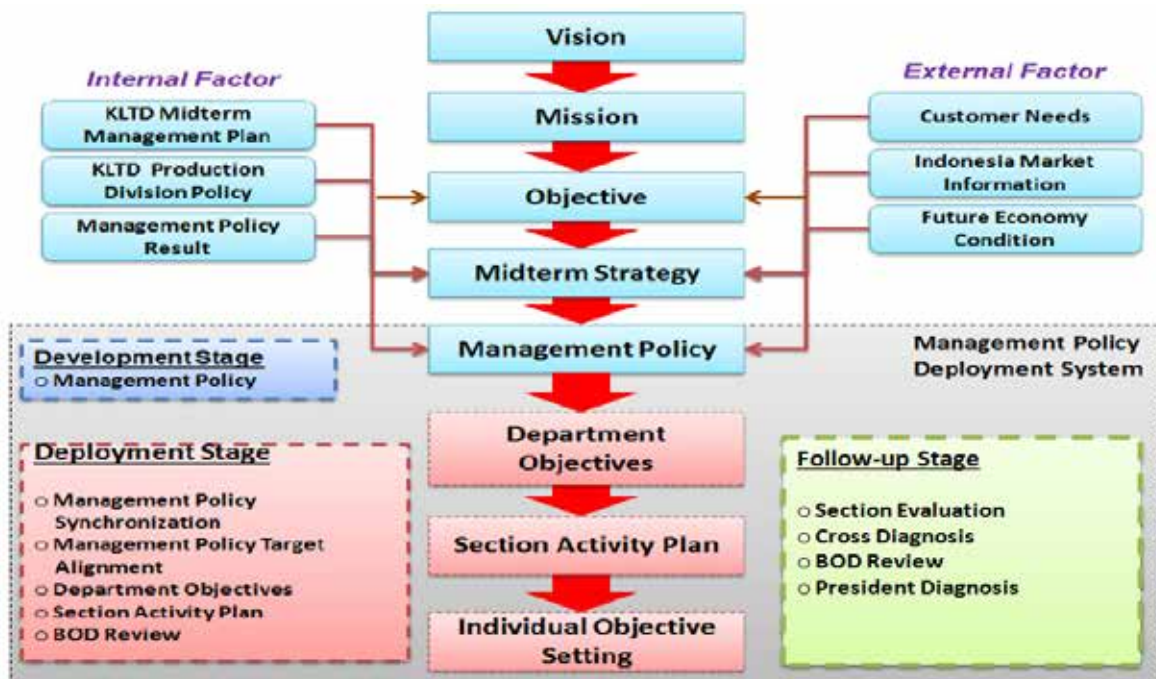 Vision
Internal Factor
External Factor
KLTD Midterm
Management Plan
Mission
Customer Needs
KLTD Production
Division Policy
Objective
Indonesia Market
Information
Management Policy
Result
Future Economy
Condition
Midterm Strategy
Management Policy
Management Policy
Deployment System
Development Stage
○ Management Policy
Department
Objectives
Deployment Stage
○ Management Policy
Synchronization
○ Management Policy Target
Alignment
○ Department Objectives
○ Section Activity Plan
○ BOD Review
Section Activity Plan
Individual Objective
Setting
Follow-up Stage
○ Section Evaluation
○ Cross Diagnosis
○ BOD Review
○ President Diagnosis